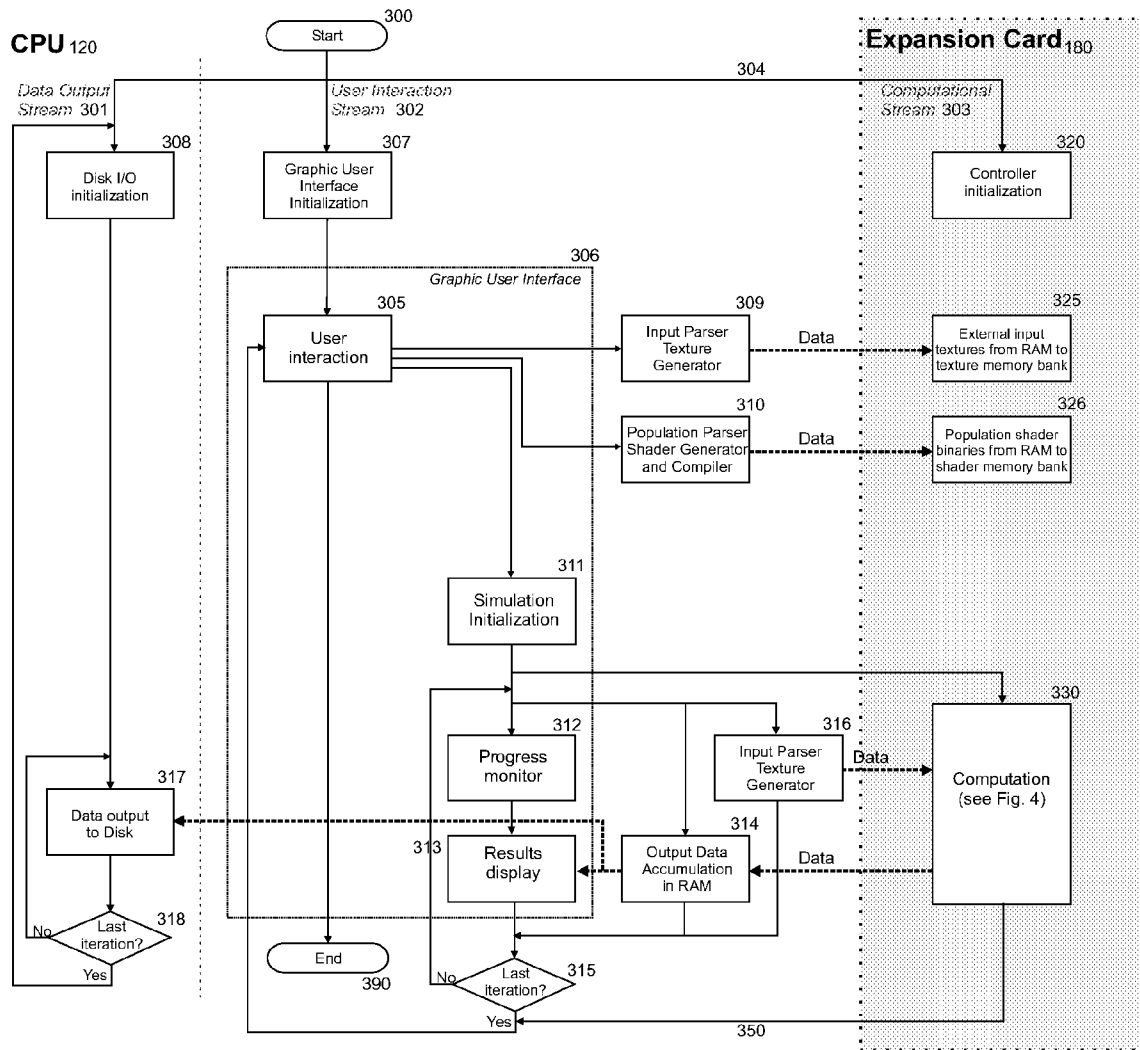 300
Start
CPU 120
Expansion Card 180
304
Data Output
Stream 301
User Interaction
Stream 302
Computational
Stream 303
308
307
320
Disk I/O
initialization
Graphic User
Interface
Initialization
Controller
initialization
306
Graphic User Interface
305
309
325
User
interaction
Input Parser
Texture
Generator
Data
External input
textures from RAM to
texture memory bank
310
326
Population Parser
Shader Generator
and Compiler
Data
Population shader
binaries from RAM to
shader memory bank
311
Simulation
Initialization
330
312
316
Progress
monitor
Input Parser
Texture
Generator
Data
Computation
(see Fig. 4)
317
Data output
to Disk
313
Results
display
314
Output Data
Accumulation
in RAM
Data
318
Last
iteration?
No
Yes
End
390
315
Last
iteration?
No
Yes
350